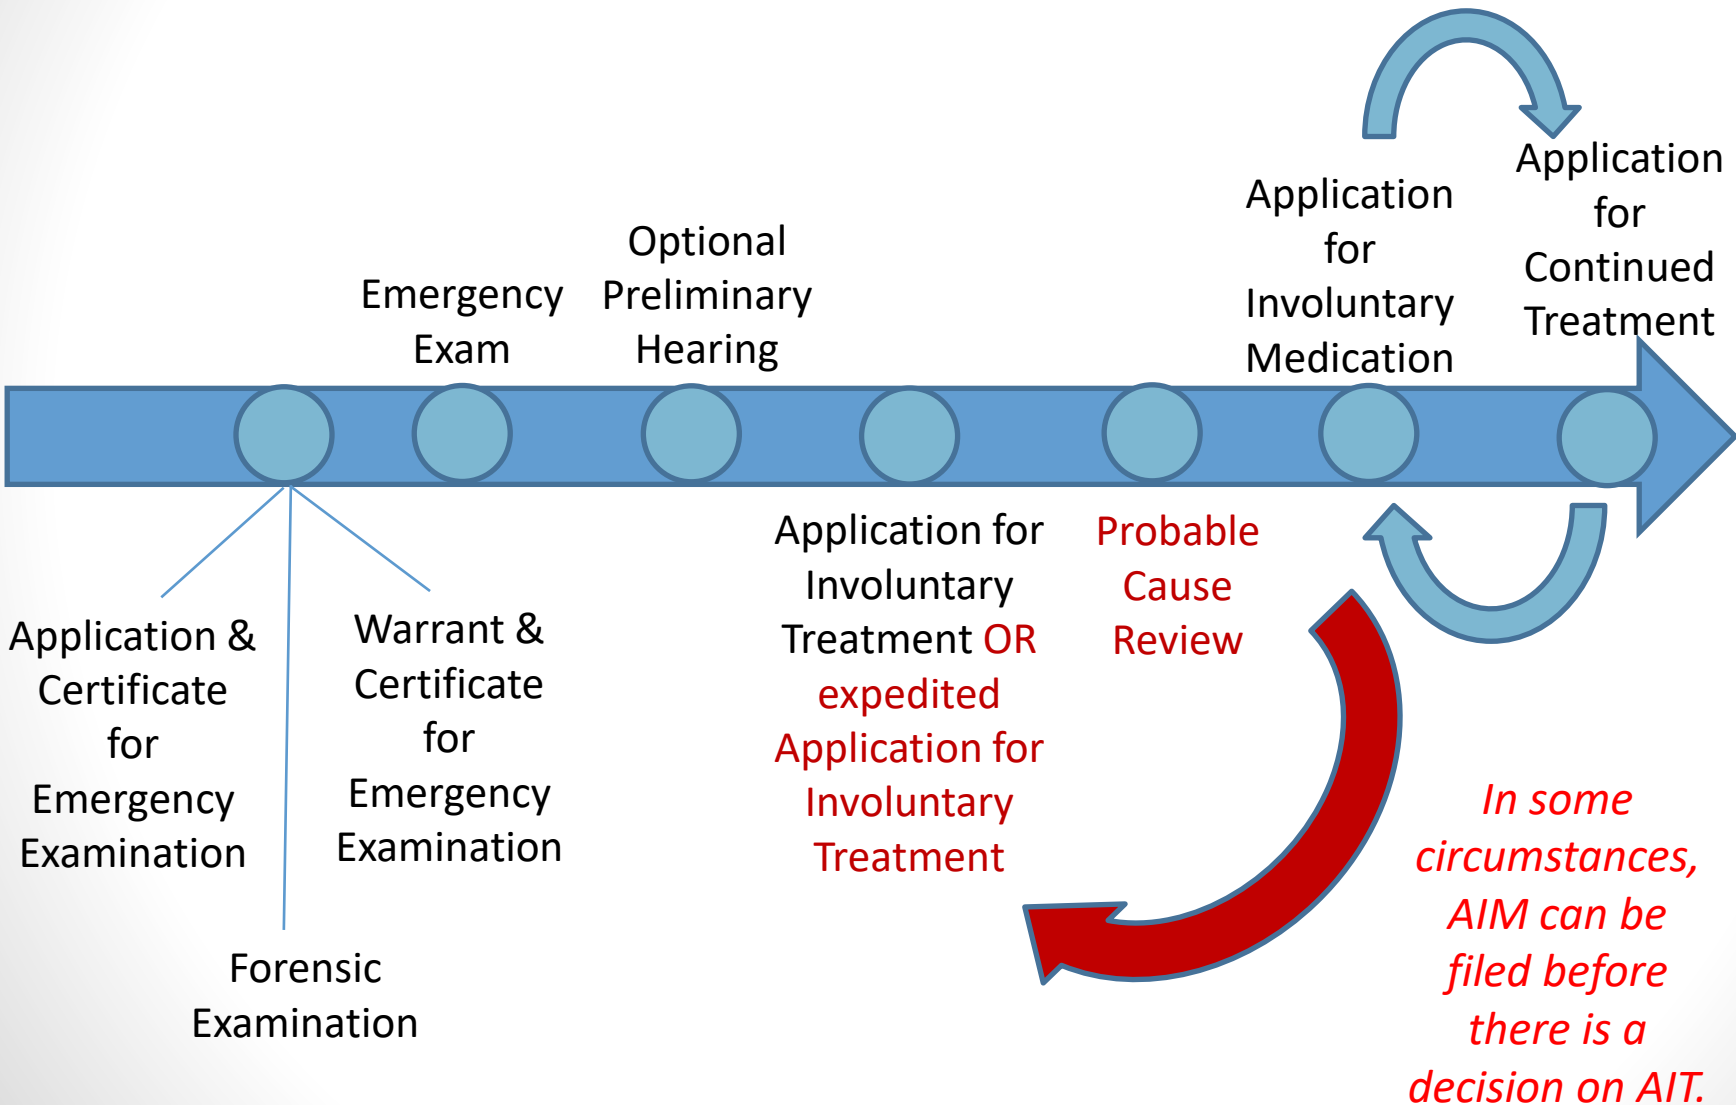 Emergency
Exam
Optional
Preliminary
Hearing
Application
for
Involuntary
Medication
Application
for
Continued
Treatment
Application &
Certificate
for
Emergency
Examination
Forensic
Examination
Warrant &
Certificate
for
Emergency
Examination
Application for
Involuntary
Treatment OR
expedited
Application for
Involuntary
Treatment
Probable
Cause
Review
In some
circumstances,
AIM can be
filed before
there is a
decision on AIT.